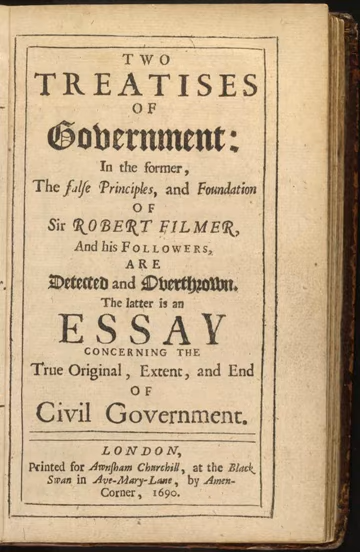 TWO
TREATISES
OF
Government:
In the former,
The false Principles, and Foundation
OF
Sir ROBERT FILMER,
And his FOLLOWERS,
ARE
Detected and Overthrown.
The latter is an
ESSAY
CONCERNING THE
True Original, Extent, and End
OF
Civil Government.
LONDON,
Printed for Awnsham Churchill, at the Black
Swan in Ave-Mary-Lane, by Amen-
Corner, 1690.